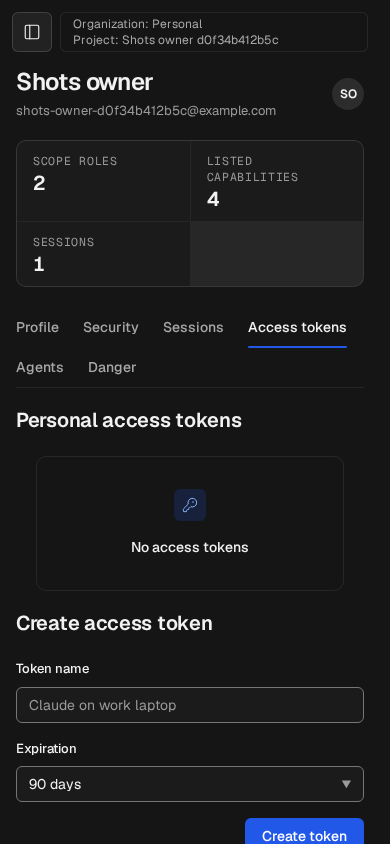 Organization: Personal
Project: Shots owner d0f34b412b5c
Shots owner
shots-owner-d0f34b412b5c@example.com
SO
SCOPE ROLES
2
LISTED
CAPABILITIES
4
SESSIONS
1
Profile Security Sessions Access tokens
Agents Danger
Personal access tokens
No access tokens
Create access token
Token name
Claude on work laptop
Expiration
90 days
Create token